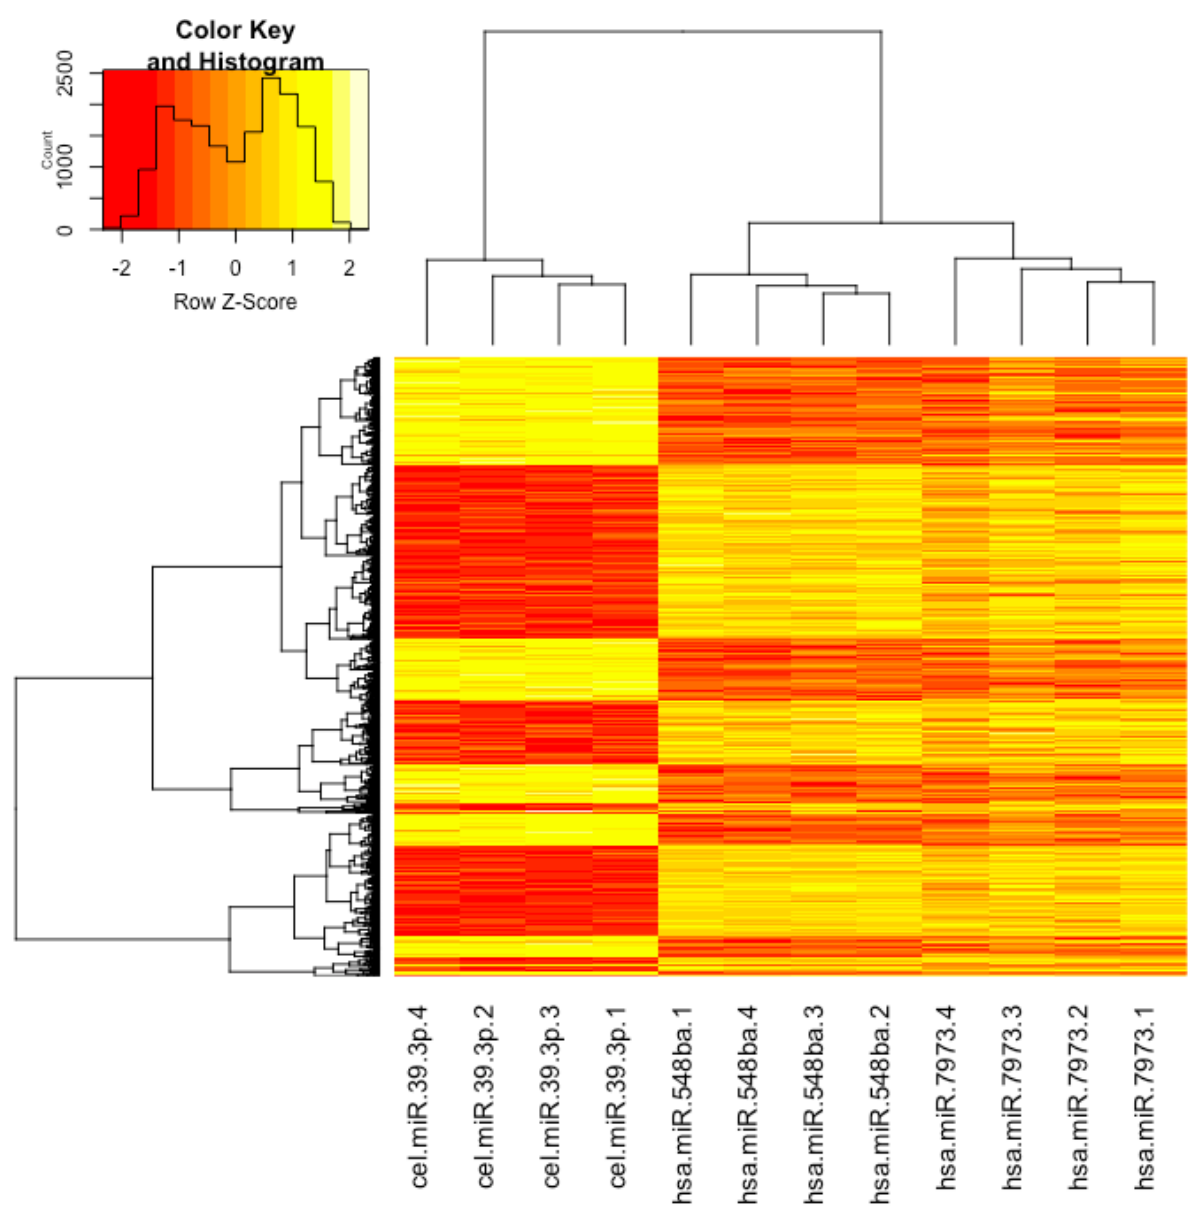 Color Key
and Histogram
Count
0
1000
2500
-2 -1 0 1 2
Row Z-Score
cel.miR.39.3p.4
cel.miR.39.3p.2
cel.miR.39.3p.3
cel.miR.39.3p.1
hsa.miR.548ba.1
hsa.miR.548ba.4
hsa.miR.548ba.3
hsa.miR.548ba.2
hsa.miR.7973.4
hsa.miR.7973.3
hsa.miR.7973.2
hsa.miR.7973.1